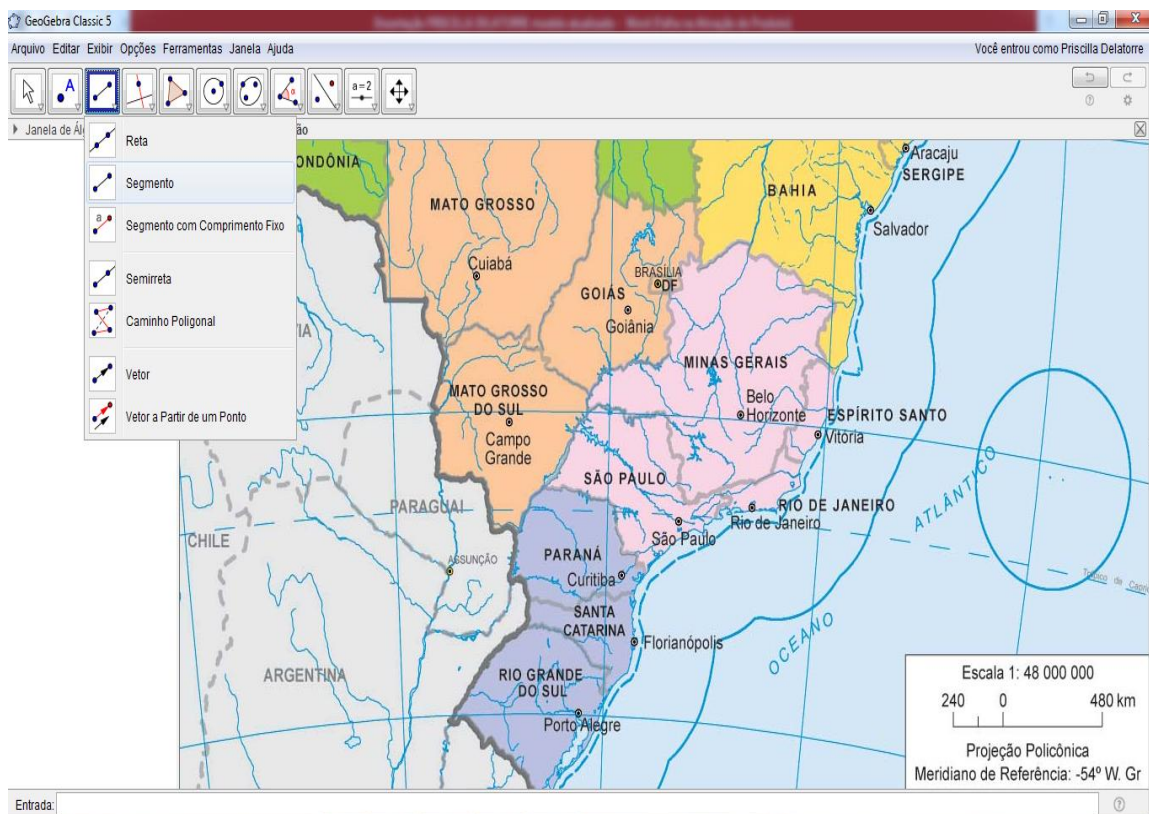 GeoGebra Classic 5
Arquivo Editar Exibir Opções Ferramentas Janela Ajuda
Você entrou como Priscilla Delatorre
A
α
a=2
Janela de Ál
ão
Reta
Segmento
a
Segmento com Comprimento Fixo
Semirreta
Caminho Poligonal
Vetor
Vetor a Partir de um Ponto
ONDÔNIA
MATO GROSSO
Cuiabá
BAHIA
Aracaju
SERGIPE
Salvador
BRASÍLIA
DF
GOIÁS
Goiânia
VIA
MINAS GERAIS
Belo
Horizonte
ESPÍRITO SANTO
Vitória
MATO GROSSO
DO SUL
Campo
Grande
SÃO PAULO
São Paulo
RIO DE JANEIRO
Rio de Janeiro
PARAGUAI
CHILE
ASSUNÇÃO
PARANÁ
Curitiba
SANTA
CATARINA
Florianópolis
ARGENTINA
RIO GRANDE
DO SUL
Porto Alegre
OCEANO
ATLÂNTICO
Trópico de Capric
Escala 1: 48 000 000
240 0 480 km
Projeção Policônica
Meridiano de Referência: -54º W. Gr
Entrada: